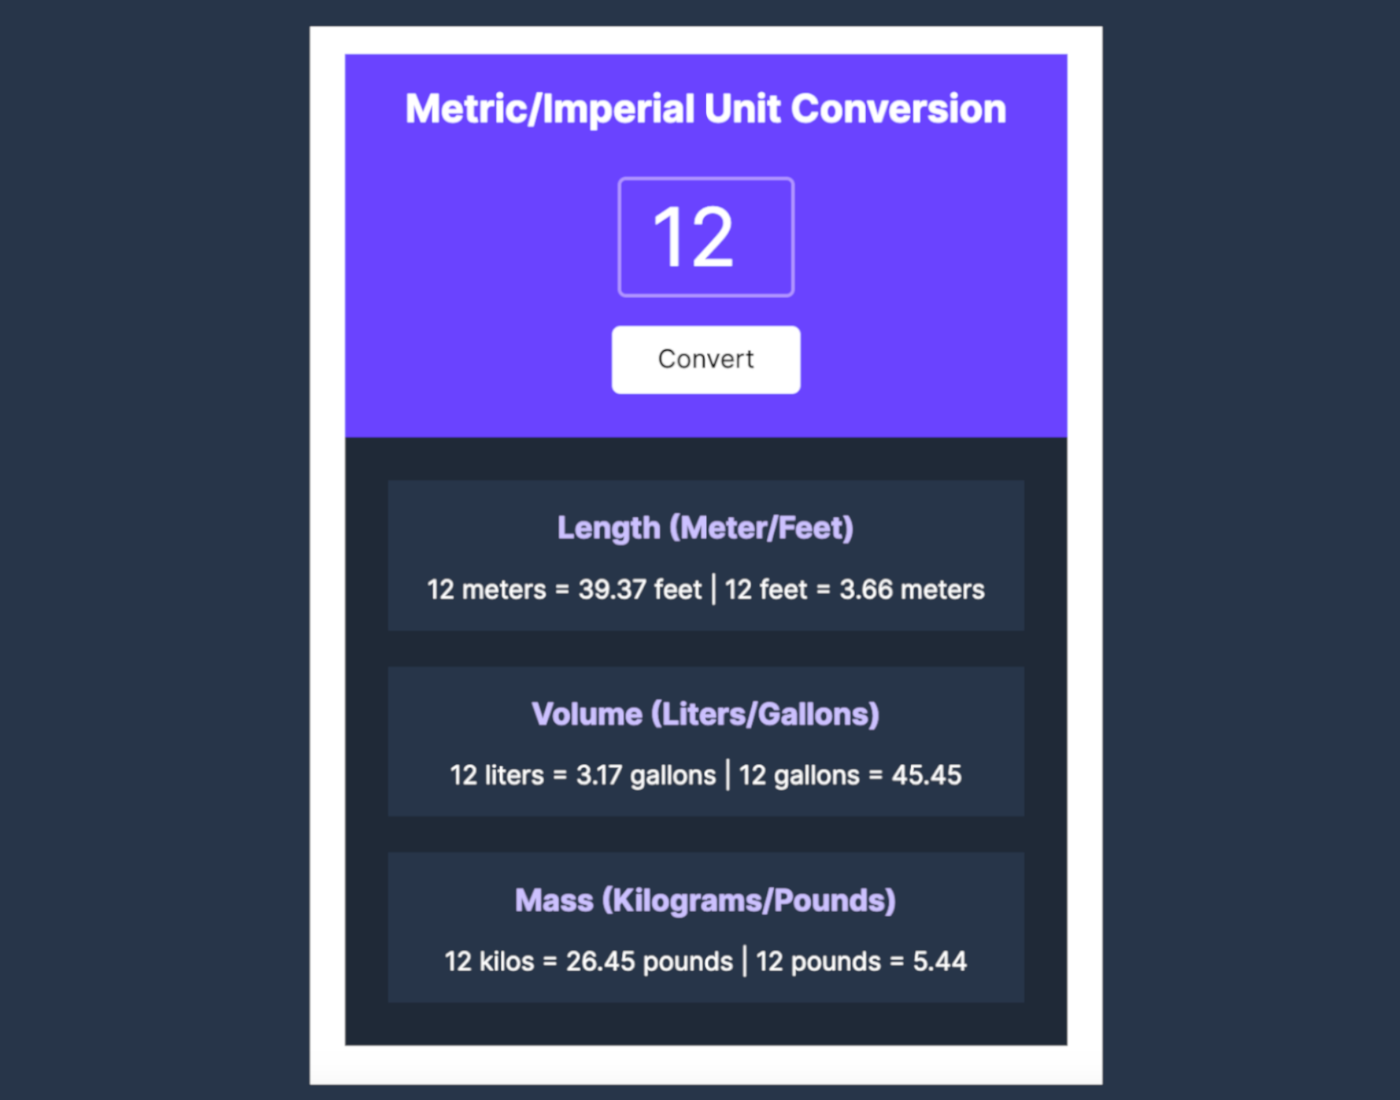 Metric/Imperial Unit Conversion
12
Convert
Length (Meter/Feet)
12 meters = 39.37 feet | 12 feet = 3.66 meters
Volume (Liters/Gallons)
12 liters = 3.17 gallons | 12 gallons = 45.45
Mass (Kilograms/Pounds)
12 kilos = 26.45 pounds | 12 pounds = 5.44